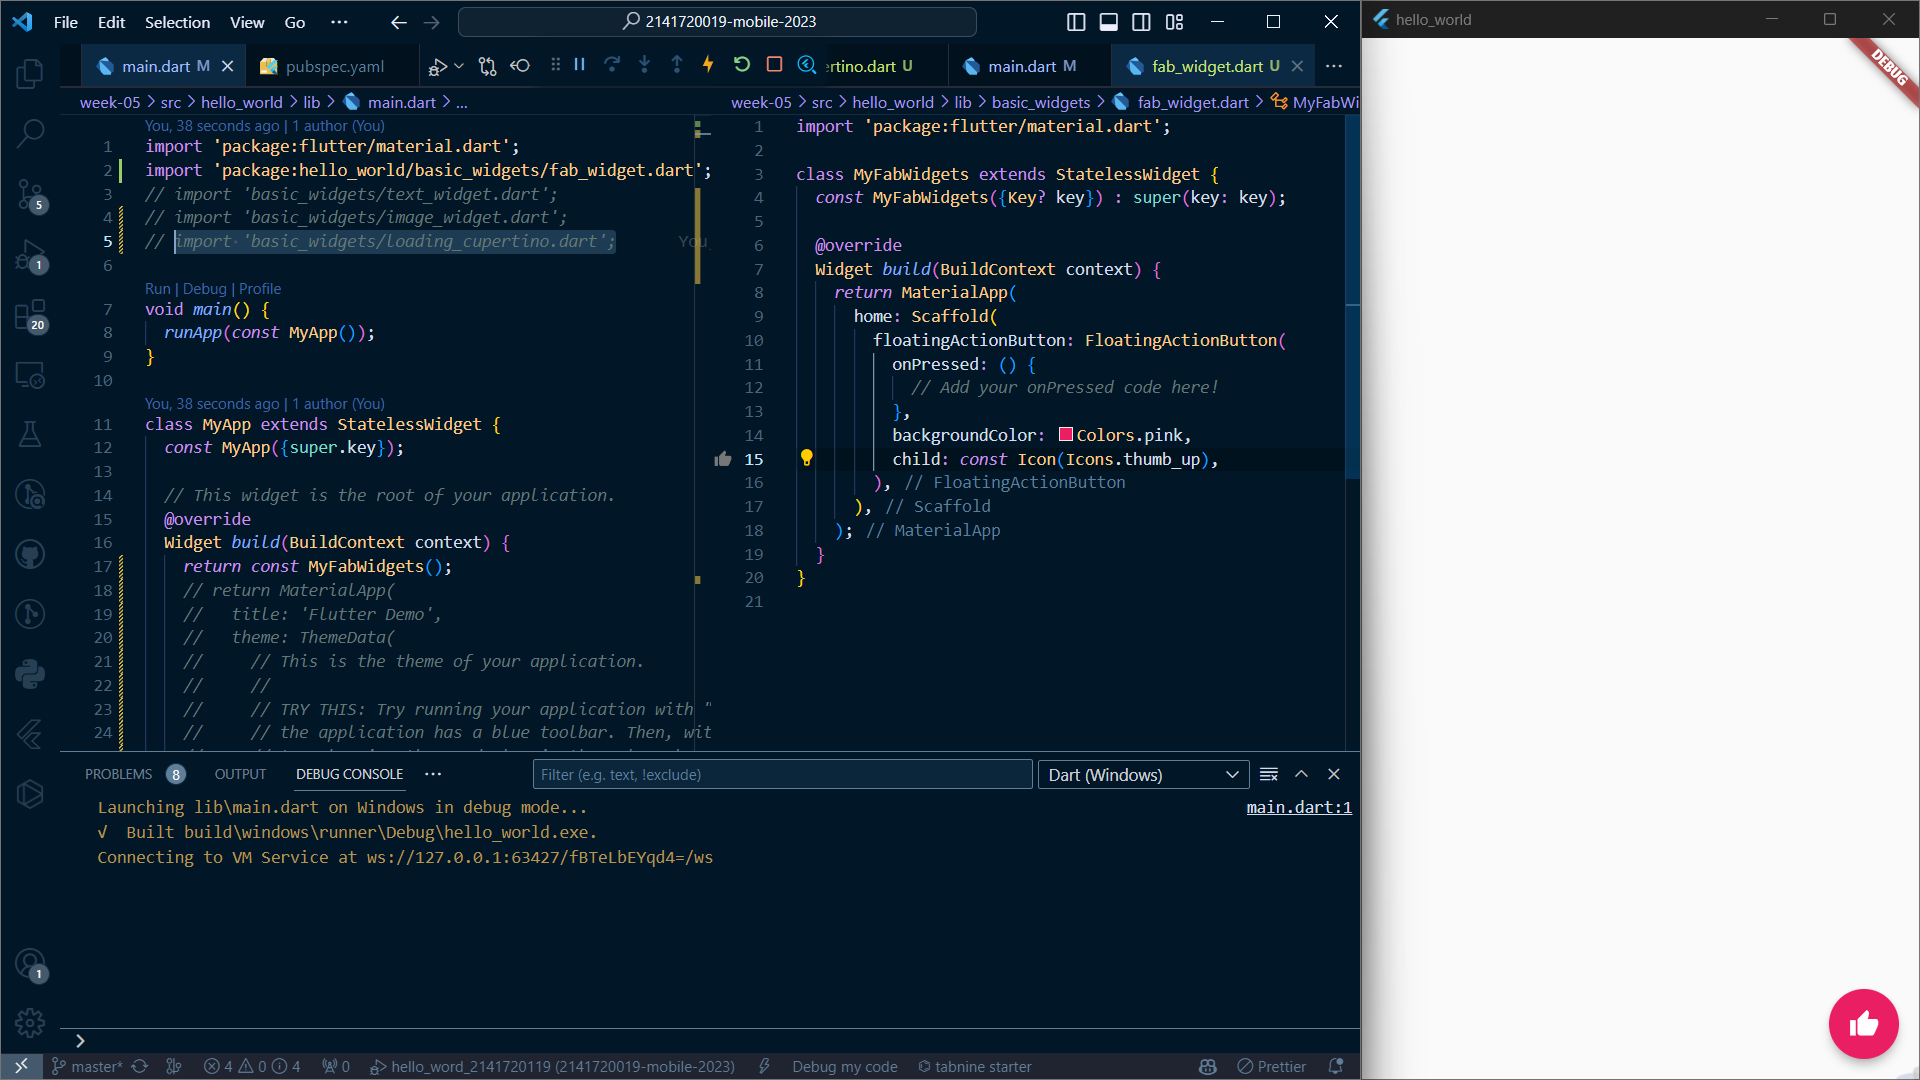 File Edit Selection View Go ··· 2141720019-mobile-2023
main.dart M pubspec.yaml
ertino.dart U main.dart M fab_widget.dart U
week-05 > src > hello_world > lib > main.dart > ...
You, 38 seconds ago | 1 author (You)
1 import 'package:flutter/material.dart';
2 import 'package:hello_world/basic_widgets/fab_widget.dart';
3 // import 'basic_widgets/text_widget.dart';
4 // import 'basic_widgets/image_widget.dart';
5 // import 'basic_widgets/loading_cupertino.dart'; You
6
Run | Debug | Profile
7 void main() {
8 runApp(const MyApp());
9 }
10
You, 38 seconds ago | 1 author (You)
11 class MyApp extends StatelessWidget {
12 const MyApp({super.key});
13
14 // This widget is the root of your application.
15 @override
16 Widget build(BuildContext context) {
17 return const MyFabWidgets();
18 // return MaterialApp(
19 // title: 'Flutter Demo',
20 // theme: ThemeData(
21 // // This is the theme of your application.
22 // //
23 // // TRY THIS: Try running your application with "
24 // // the application has a blue toolbar. Then, wit
week-05 > src > hello_world > lib > basic_widgets > fab_widget.dart > MyFabWi
1 import 'package:flutter/material.dart';
2
3 class MyFabWidgets extends StatelessWidget {
4 const MyFabWidgets({Key? key}) : super(key: key);
5
6 @override
7 Widget build(BuildContext context) {
8 return MaterialApp(
9 home: Scaffold(
10 floatingActionButton: FloatingActionButton(
11 onPressed: () {
12 // Add your onPressed code here!
13 },
14 backgroundColor: Colors.pink,
15 child: const Icon(Icons.thumb_up),
16 ), // FloatingActionButton
17 ), // Scaffold
18 ); // MaterialApp
19 }
20 }
21
5
1
20
1
PROBLEMS 8 OUTPUT DEBUG CONSOLE ··· Filter (e.g. text, !exclude) Dart (Windows)
Launching lib\main.dart on Windows in debug mode... main.dart:1
√ Built build\windows\runner\Debug\hello_world.exe.
Connecting to VM Service at ws://127.0.0.1:63427/fBTeLbEYqd4=/ws
master* 4 0 4 0 hello_word_2141720119 (2141720019-mobile-2023) Debug my code tabnine starter Prettier
hello_world
DEBUG